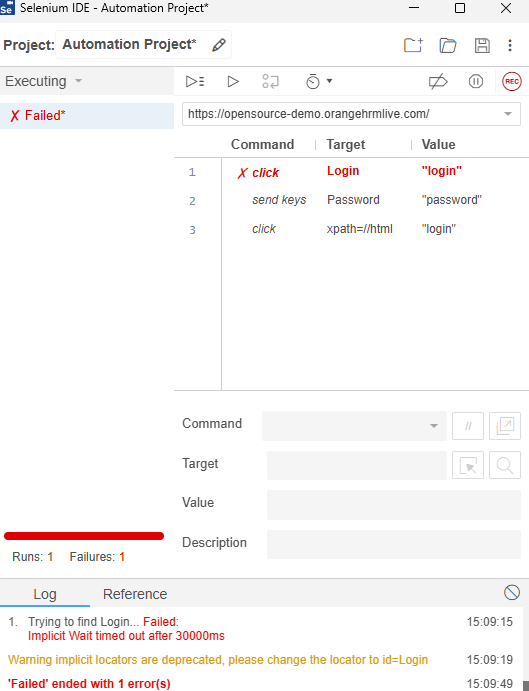 Se Selenium IDE - Automation Project*
Project: Automation Project*
Executing
REC
✗ Failed*
https://opensource-demo.orangehrmlive.com/
Command Target Value
1 ✗ click Login "login"
2 send keys Password "password"
3 click xpath=//html "login"
Command //
Target
Value
Description
Runs: 1 Failures: 1
Log Reference
1. Trying to find Login... Failed: 15:09:15
Implicit Wait timed out after 30000ms
Warning implicit locators are deprecated, please change the locator to id=Login 15:09:19
'Failed' ended with 1 error(s) 15:09:49